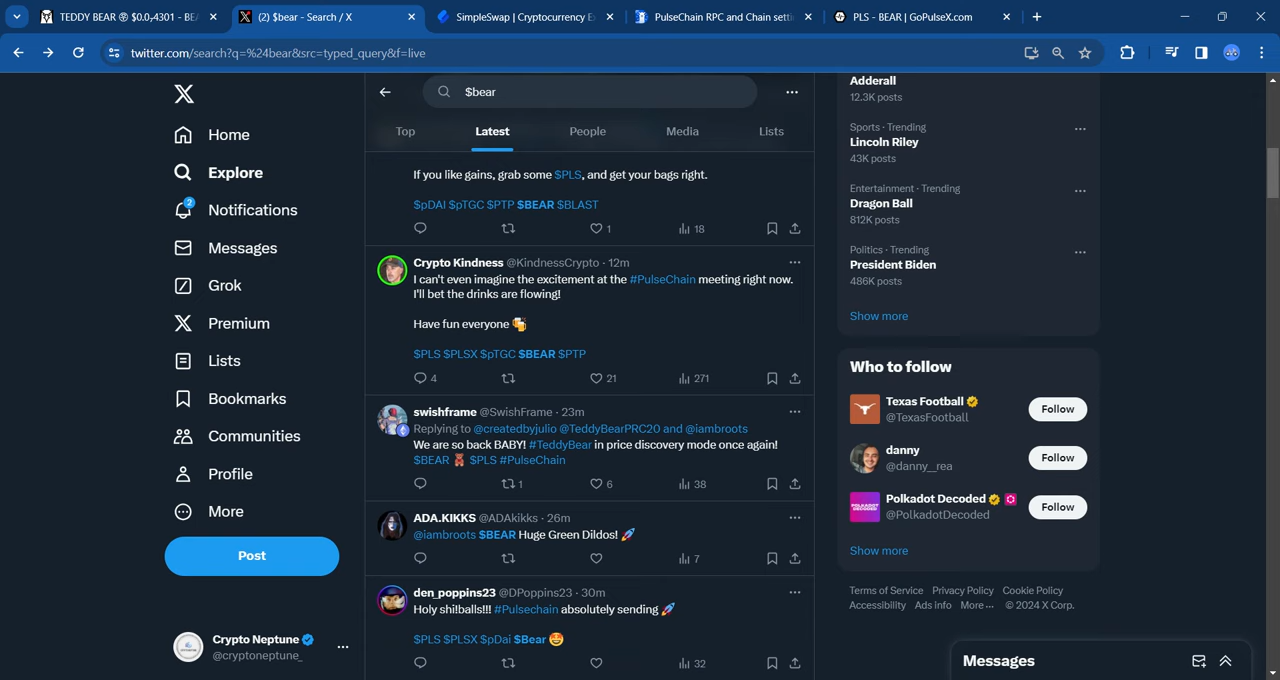 TEDDY BEAR ® $0.0₇4301 - BEA
(2) $bear - Search / X
SimpleSwap | Cryptocurrency E
PulseChain RPC and Chain setti
PLS - BEAR | GoPulseX.com
twitter.com/search?q=%24bear&src=typed_query&f=live
Home
Explore
2
Notifications
Messages
Grok
Premium
Lists
Bookmarks
Communities
Profile
More
Post
Crypto Neptune
@cryptoneptune_
$bear
Top
Latest
People
Media
Lists
If you like gains, grab some $PLS, and get your bags right.
$pDAI $pTGC $PTP $BEAR $BLAST
1
18
Crypto Kindness @KindnessCrypto · 12m
I can't even imagine the excitement at the #PulseChain meeting right now.
I'll bet the drinks are flowing!
Have fun everyone 🍻
$PLS $PLSX $pTGC $BEAR $PTP
4
21
271
swishframe @SwishFrame · 23m
Replying to @createdbyjulio @TeddyBearPRC20 and @iambroots
We are so back BABY! #TeddyBear in price discovery mode once again!
$BEAR 🧸 $PLS #PulseChain
1
6
38
ADA.KIKKS @ADAkikks · 26m
@iambroots $BEAR Huge Green Dildos! 🚀
7
den_poppins23 @DPoppins23 · 30m
Holy shi!balls!!! #Pulsechain absolutely sending 🚀
$PLS $PLSX $pDai $Bear 🤩
32
Adderall
12.3K posts
Sports · Trending
Lincoln Riley
43K posts
Entertainment · Trending
Dragon Ball
812K posts
Politics · Trending
President Biden
486K posts
Show more
Who to follow
Texas Football
@TexasFootball
Follow
danny
@danny__rea
Follow
Polkadot Decoded
@PolkadotDecoded
Follow
Show more
Terms of Service Privacy Policy Cookie Policy
Accessibility Ads info More ··· © 2024 X Corp.
Messages